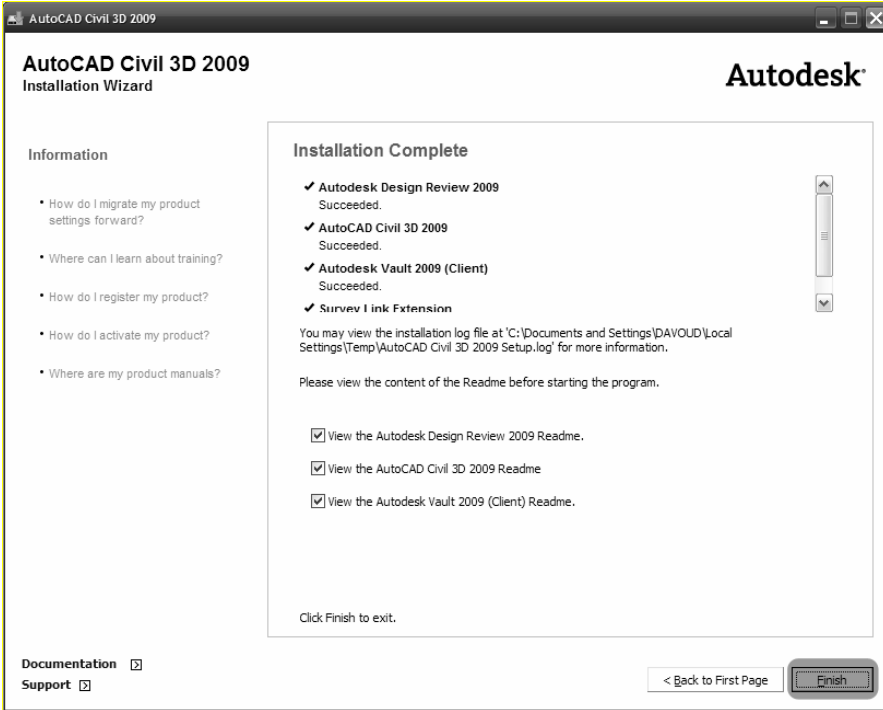 AutoCAD Civil 3D 2009
AutoCAD Civil 3D 2009
Installation Wizard
Autodesk
Information
• How do I migrate my product
settings forward?
• Where can I learn about training?
• How do I register my product?
• How do I activate my product?
• Where are my product manuals?
Installation Complete
✓ Autodesk Design Review 2009
Succeeded.
✓ AutoCAD Civil 3D 2009
Succeeded.
✓ Autodesk Vault 2009 (Client)
Succeeded.
✓ Survey Link Extension
You may view the installation log file at 'C:\Documents and Settings\DAVOUD\Local
Settings\Temp\AutoCAD Civil 3D 2009 Setup.log' for more information.
Please view the content of the Readme before starting the program.
View the Autodesk Design Review 2009 Readme.
View the AutoCAD Civil 3D 2009 Readme
View the Autodesk Vault 2009 (Client) Readme.
Click Finish to exit.
Documentation
Support
< Back to First Page
Finish